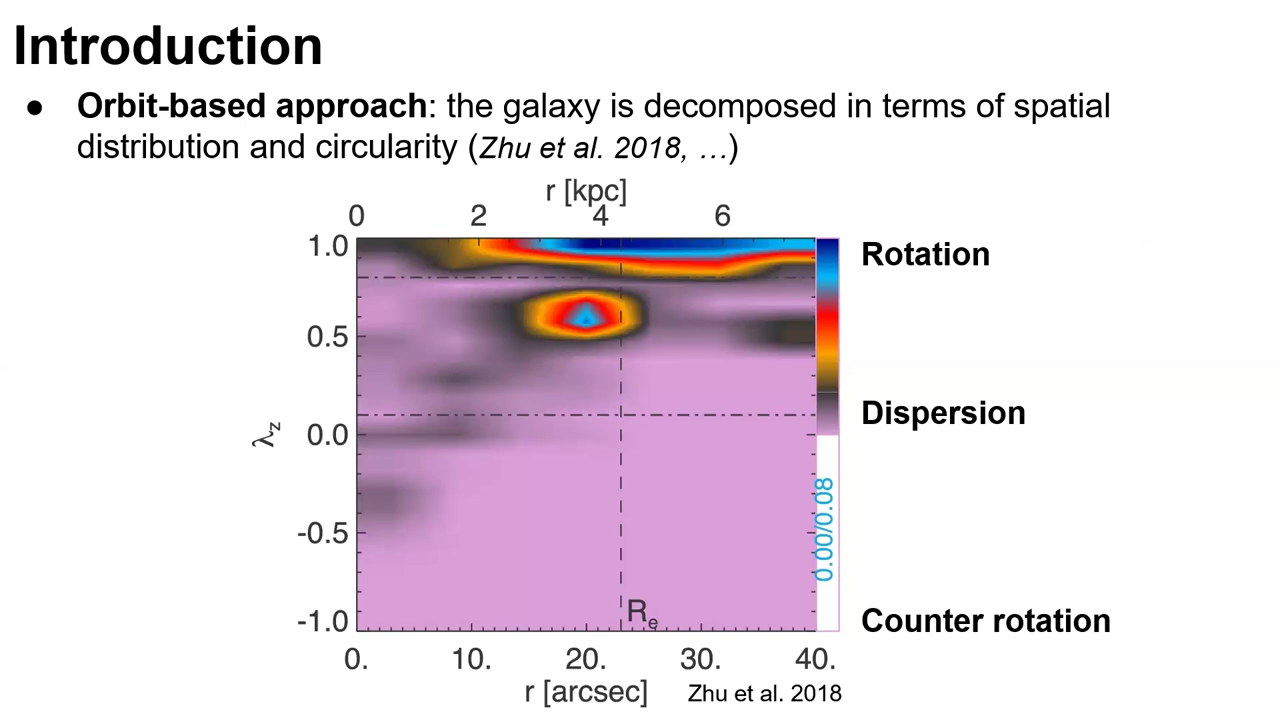 Introduction
● Orbit-based approach: the galaxy is decomposed in terms of spatial
distribution and circularity (Zhu et al. 2018, …)
r [kpc]
0 2 4 6
1.0
0.5
0.0
-0.5
-1.0
λz
Rotation
Dispersion
Counter rotation
0.00/0.08
Re
0. 10. 20. 30. 40.
r [arcsec]
Zhu et al. 2018